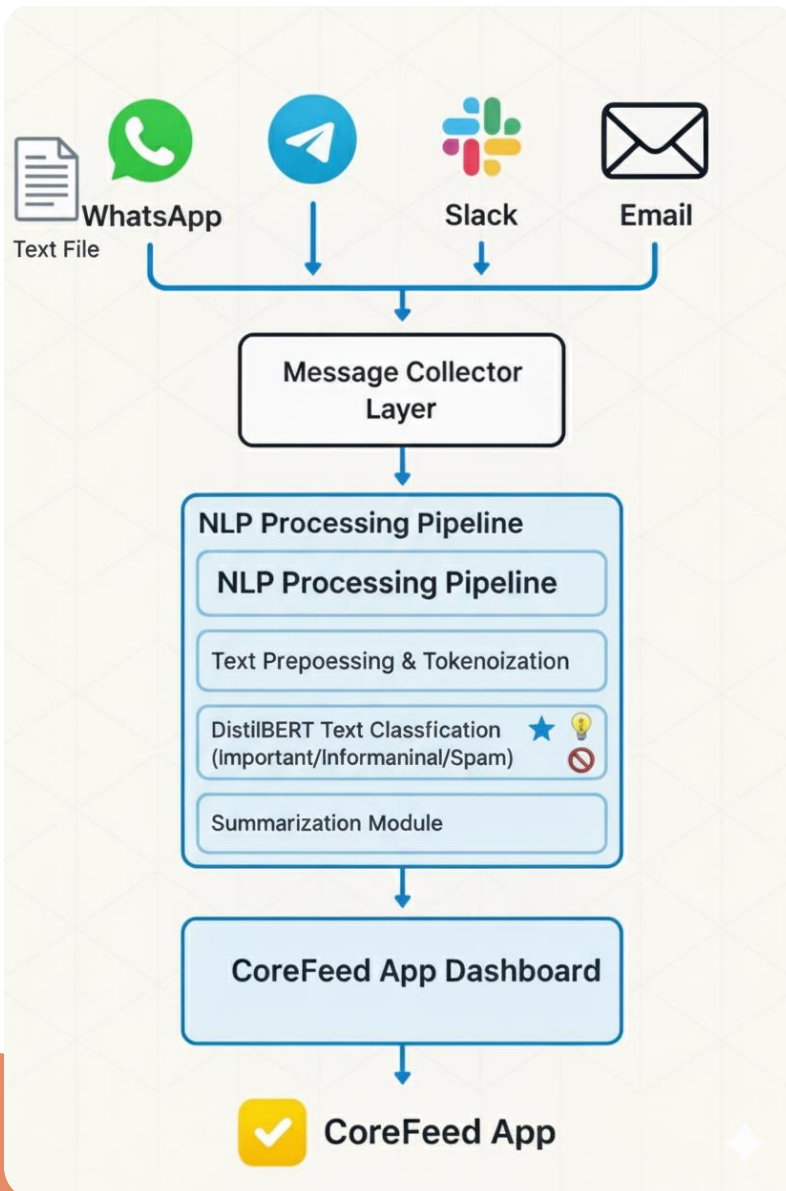 WhatsApp
Slack
Email
Text File
Message Collector
Layer
NLP Processing Pipeline
NLP Processing Pipeline
Text Prepoessing & Tokenoization
DistilBERT Text Classfication
(Important/Informaninal/Spam)
Summarization Module
CoreFeed App Dashboard
CoreFeed App